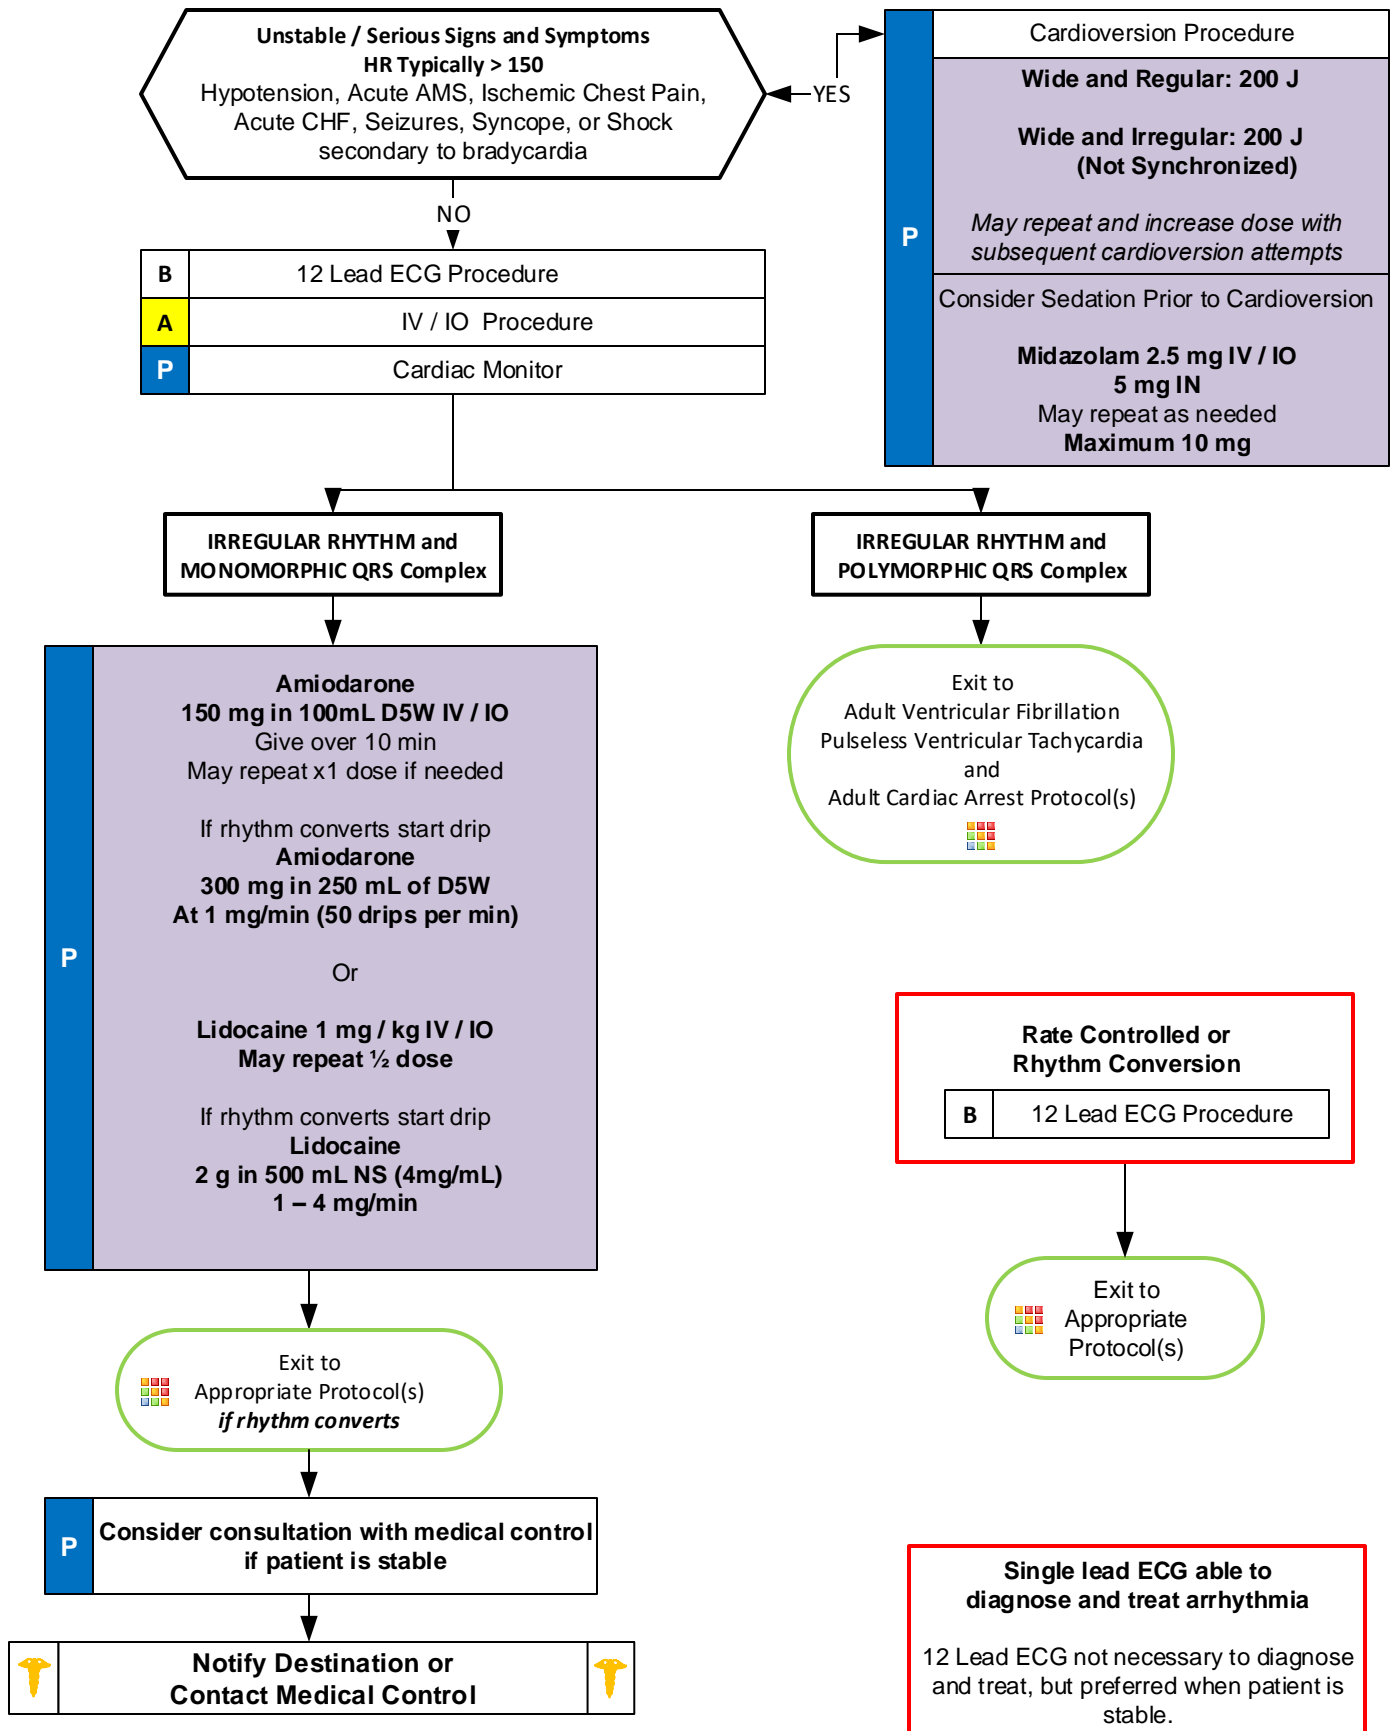 Unstable / Serious Signs and Symptoms
HR Typically > 150
Hypotension, Acute AMS, Ischemic Chest Pain,
Acute CHF, Seizures, Syncope, or Shock
secondary to bradycardia
YES
NO
Cardioversion Procedure
P
Wide and Regular: 200 J
Wide and Irregular: 200 J
(Not Synchronized)
May repeat and increase dose with
subsequent cardioversion attempts
Consider Sedation Prior to Cardioversion
Midazolam 2.5 mg IV / IO
5 mg IN
May repeat as needed
Maximum 10 mg
B 12 Lead ECG Procedure
A IV / IO Procedure
P Cardiac Monitor
IRREGULAR RHYTHM and
MONOMORPHIC QRS Complex
IRREGULAR RHYTHM and
POLYMORPHIC QRS Complex
P
Amiodarone
150 mg in 100mL D5W IV / IO
Give over 10 min
May repeat x1 dose if needed
If rhythm converts start drip
Amiodarone
300 mg in 250 mL of D5W
At 1 mg/min (50 drips per min)
Or
Lidocaine 1 mg / kg IV / IO
May repeat ½ dose
If rhythm converts start drip
Lidocaine
2 g in 500 mL NS (4mg/mL)
1 – 4 mg/min
Exit to
Adult Ventricular Fibrillation
Pulseless Ventricular Tachycardia
and
Adult Cardiac Arrest Protocol(s)
Rate Controlled or
Rhythm Conversion
B 12 Lead ECG Procedure
Exit to
Appropriate
Protocol(s)
Exit to
Appropriate Protocol(s)
if rhythm converts
P
Consider consultation with medical control
if patient is stable
Notify Destination or
Contact Medical Control
Single lead ECG able to
diagnose and treat arrhythmia
12 Lead ECG not necessary to diagnose
and treat, but preferred when patient is
stable.